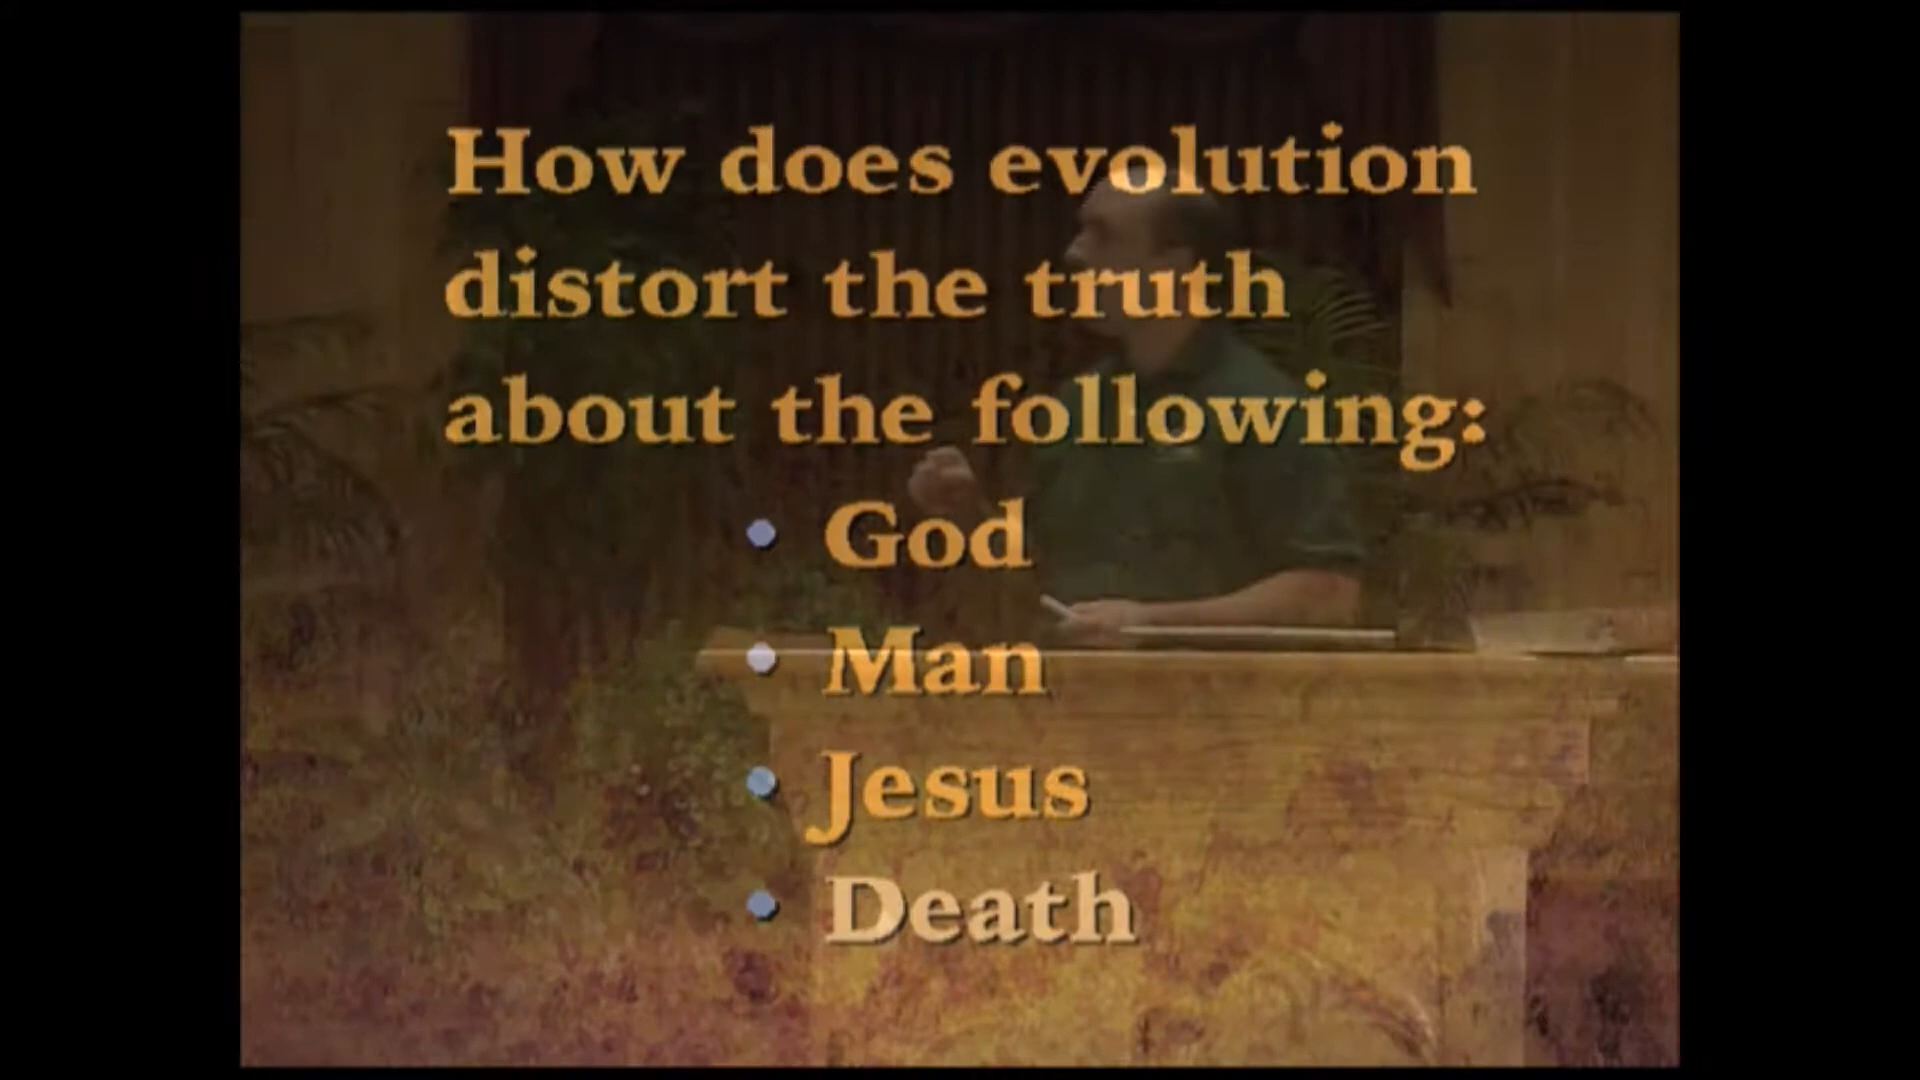 How does evolution
distort the truth
about the following:
• God
• Man
• Jesus
• Death